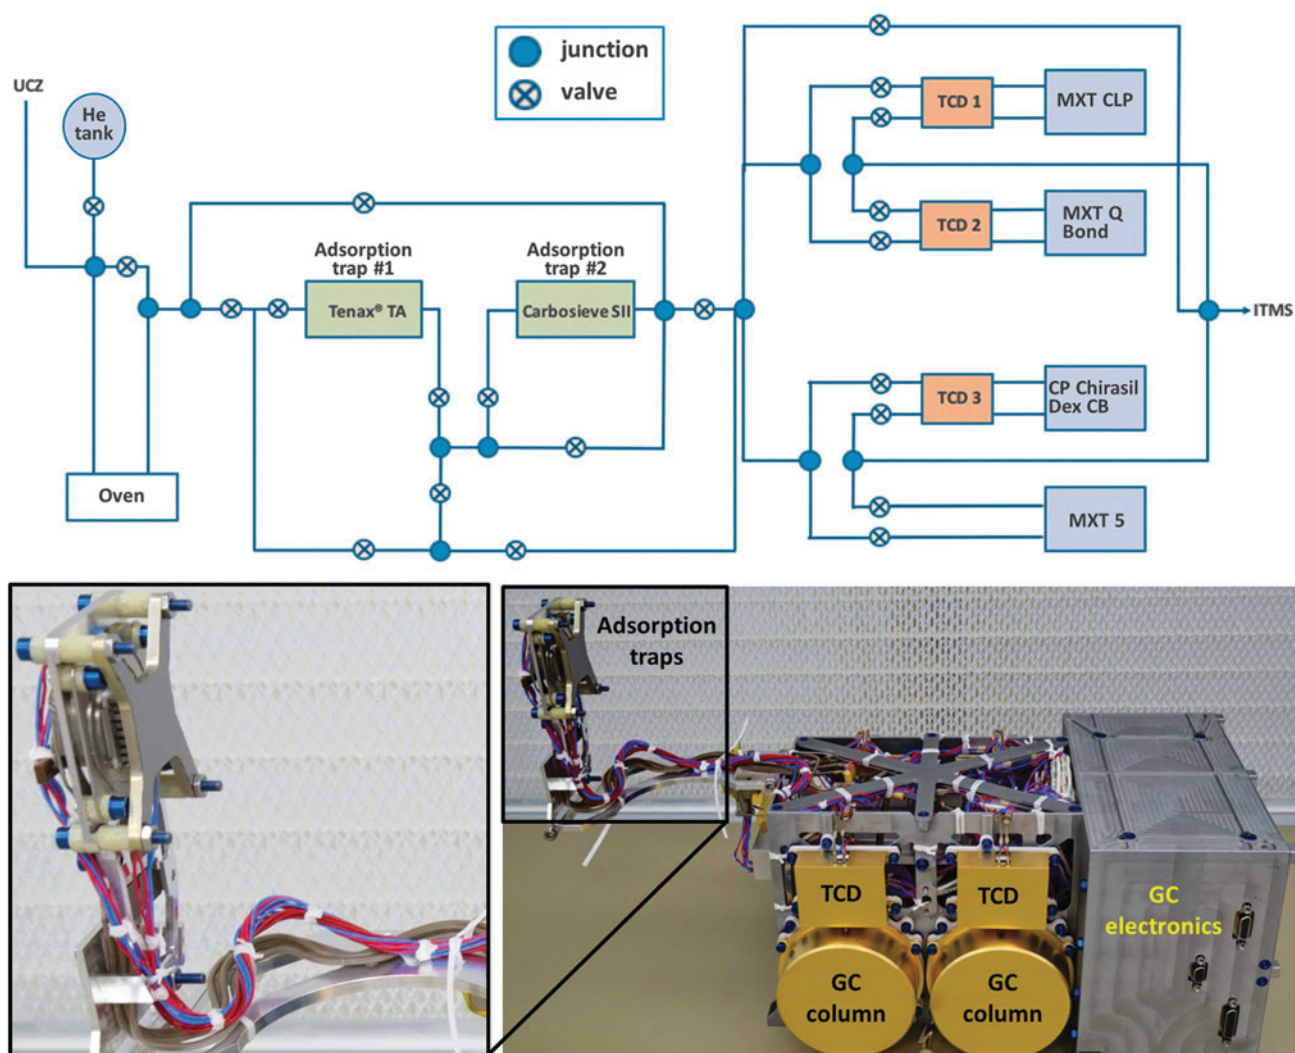 junction
valve
UCZ
He
tank
TCD 1
MXT CLP
TCD 2
MXT Q
Bond
Adsorption
trap #1
Adsorption
trap #2
Tenax® TA
Carbosieve SII
ITMS
TCD 3
CP Chirasil
Dex CB
Oven
MXT 5
Adsorption
traps
TCD
TCD
GC
electronics
GC
column
GC
column